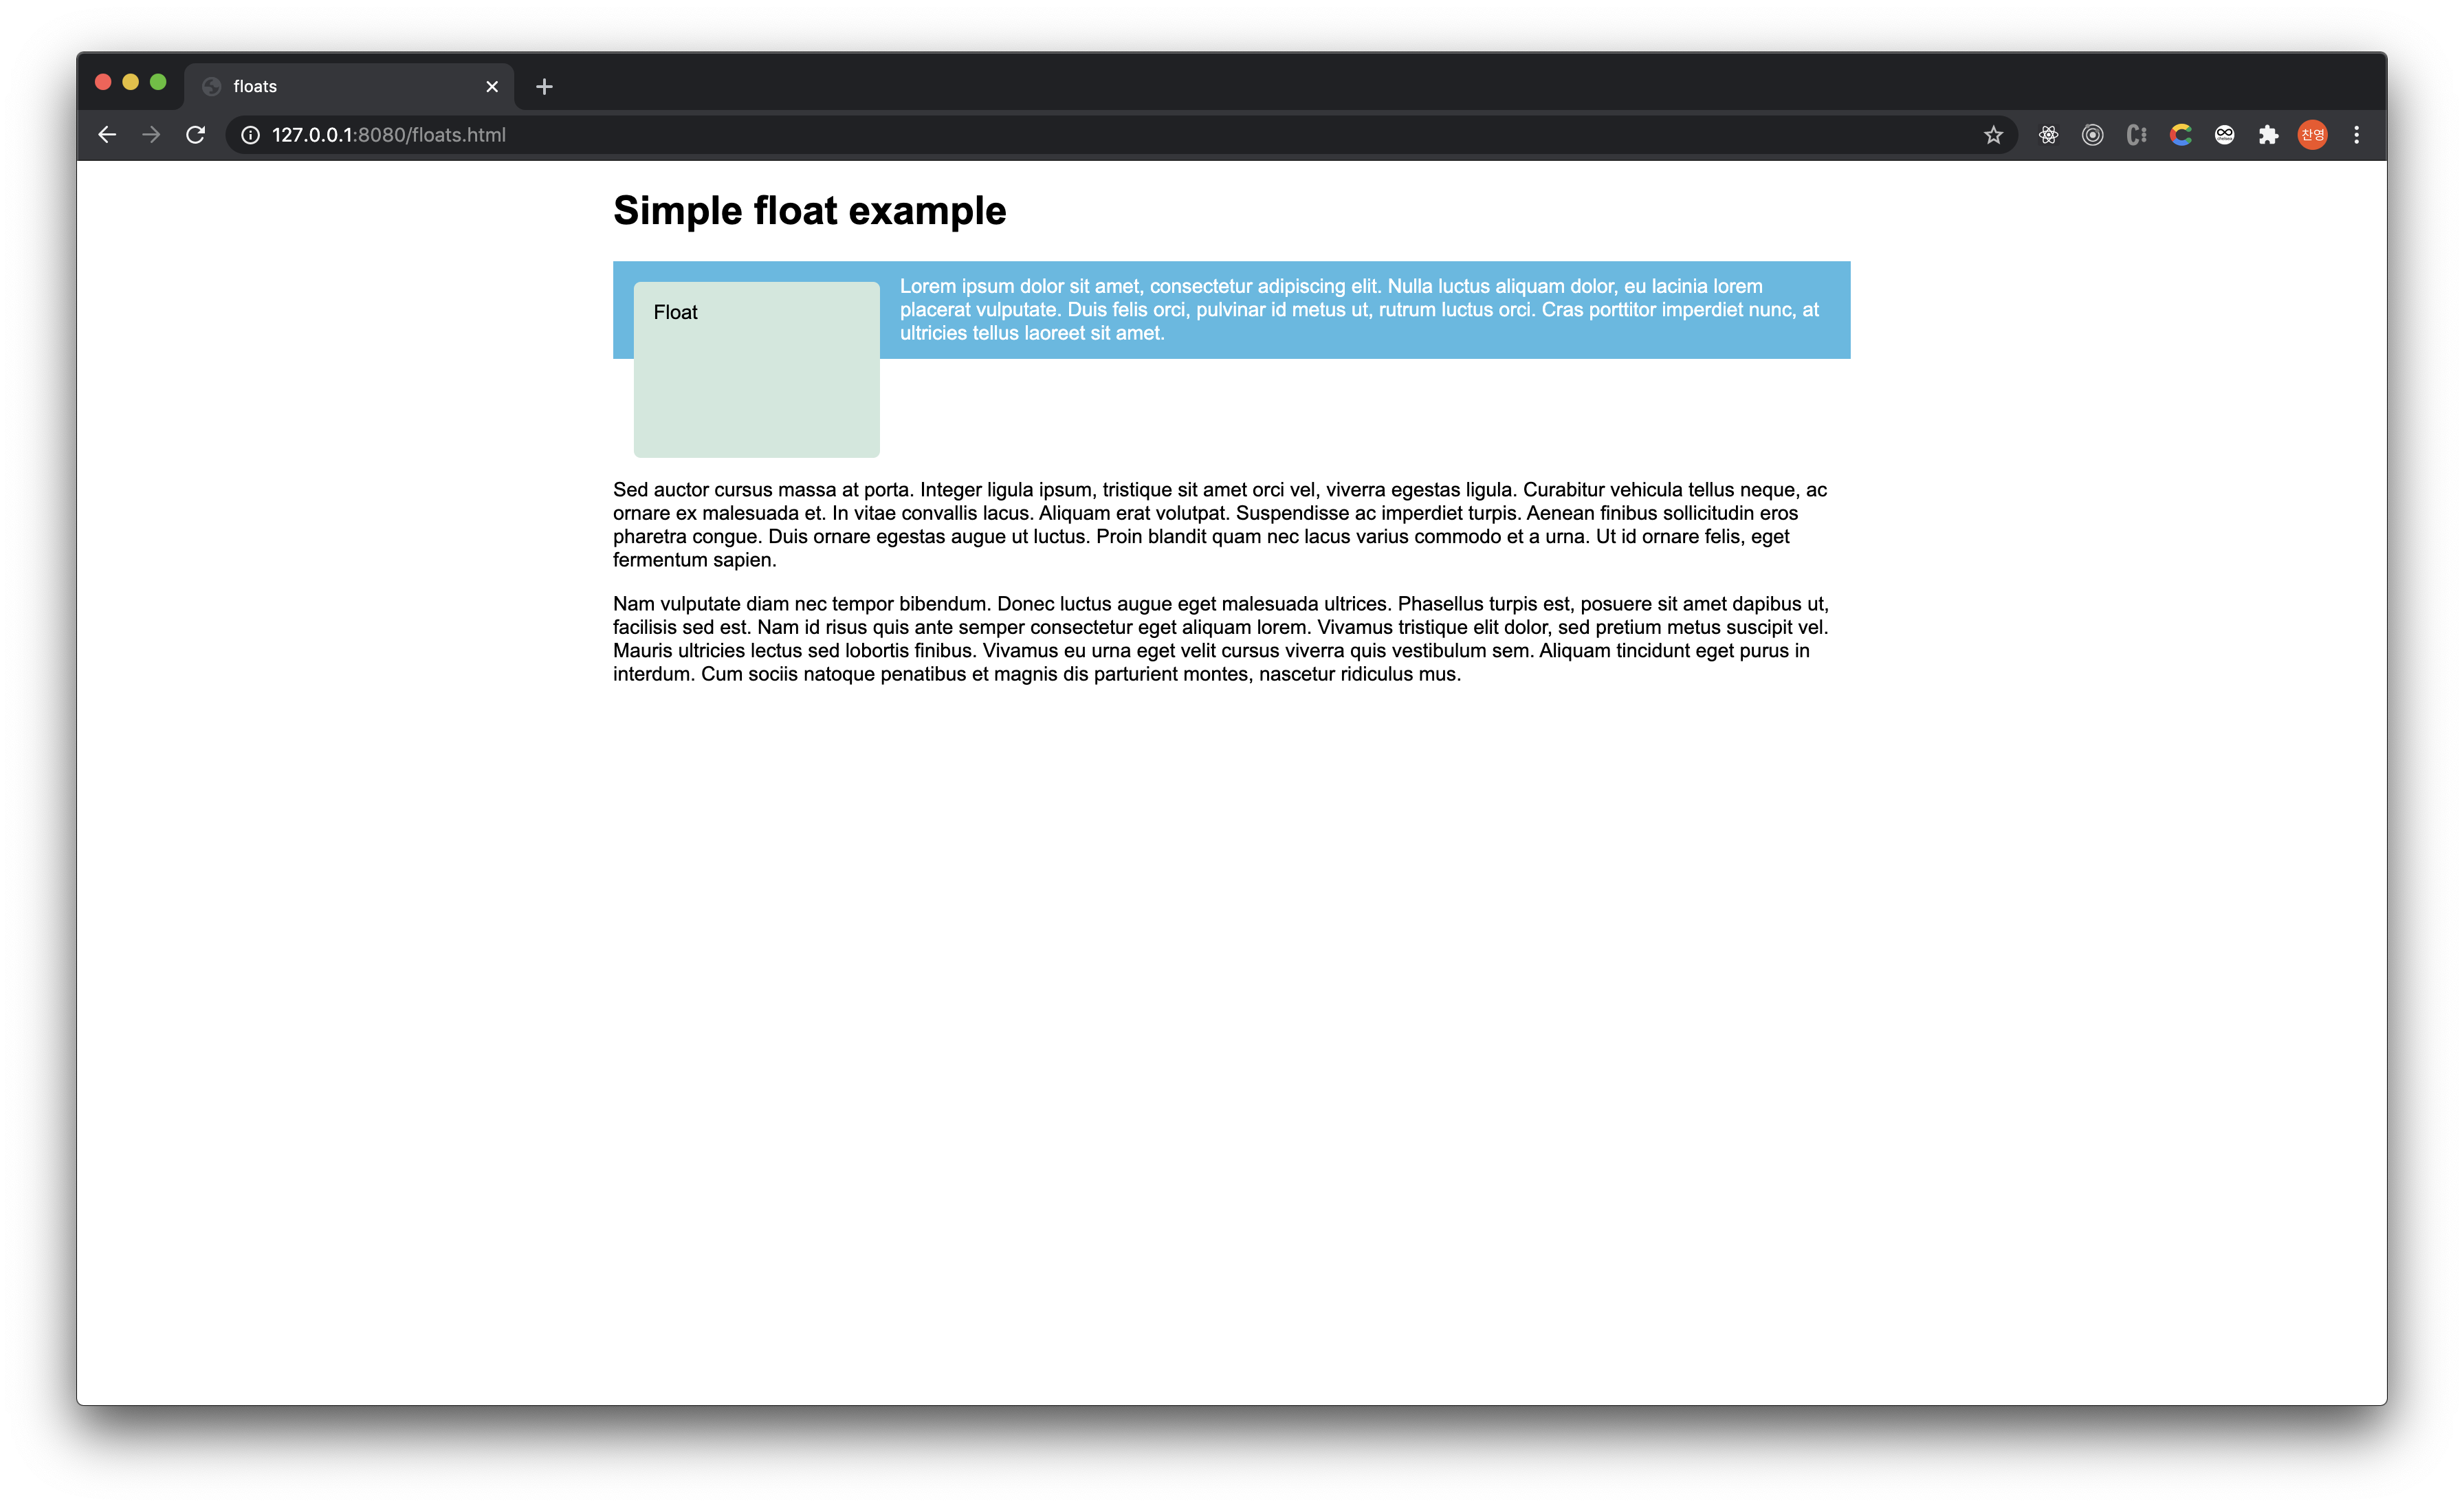 floats
127.0.0.1:8080/floats.html
찬영
Simple float example
Float
Lorem ipsum dolor sit amet, consectetur adipiscing elit. Nulla luctus aliquam dolor, eu lacinia lorem
placerat vulputate. Duis felis orci, pulvinar id metus ut, rutrum luctus orci. Cras porttitor imperdiet nunc, at
ultricies tellus laoreet sit amet.
Sed auctor cursus massa at porta. Integer ligula ipsum, tristique sit amet orci vel, viverra egestas ligula. Curabitur vehicula tellus neque, ac
ornare ex malesuada et. In vitae convallis lacus. Aliquam erat volutpat. Suspendisse ac imperdiet turpis. Aenean finibus sollicitudin eros
pharetra congue. Duis ornare egestas augue ut luctus. Proin blandit quam nec lacus varius commodo et a urna. Ut id ornare felis, eget
fermentum sapien.
Nam vulputate diam nec tempor bibendum. Donec luctus augue eget malesuada ultrices. Phasellus turpis est, posuere sit amet dapibus ut,
facilisis sed est. Nam id risus quis ante semper consectetur eget aliquam lorem. Vivamus tristique elit dolor, sed pretium metus suscipit vel.
Mauris ultricies lectus sed lobortis finibus. Vivamus eu urna eget velit cursus viverra quis vestibulum sem. Aliquam tincidunt eget purus in
interdum. Cum sociis natoque penatibus et magnis dis parturient montes, nascetur ridiculus mus.